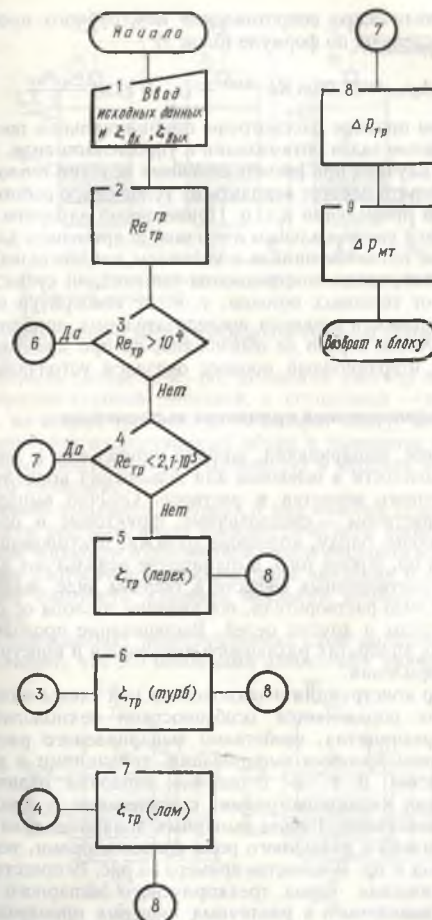 Начало
1
Ввод
исходных данных
и ξвх, ξвых
2
Reтр гр
3
Reтр > 10⁴
Да
6
Нет
4
Reтр < 2,1·10³
Да
7
Нет
5
ξтр (перех)
8
6
3
ξтр (турб)
8
7
4
ξтр (лам)
8
7
8
Δpтр
9
Δpмт
Возврат к блоку